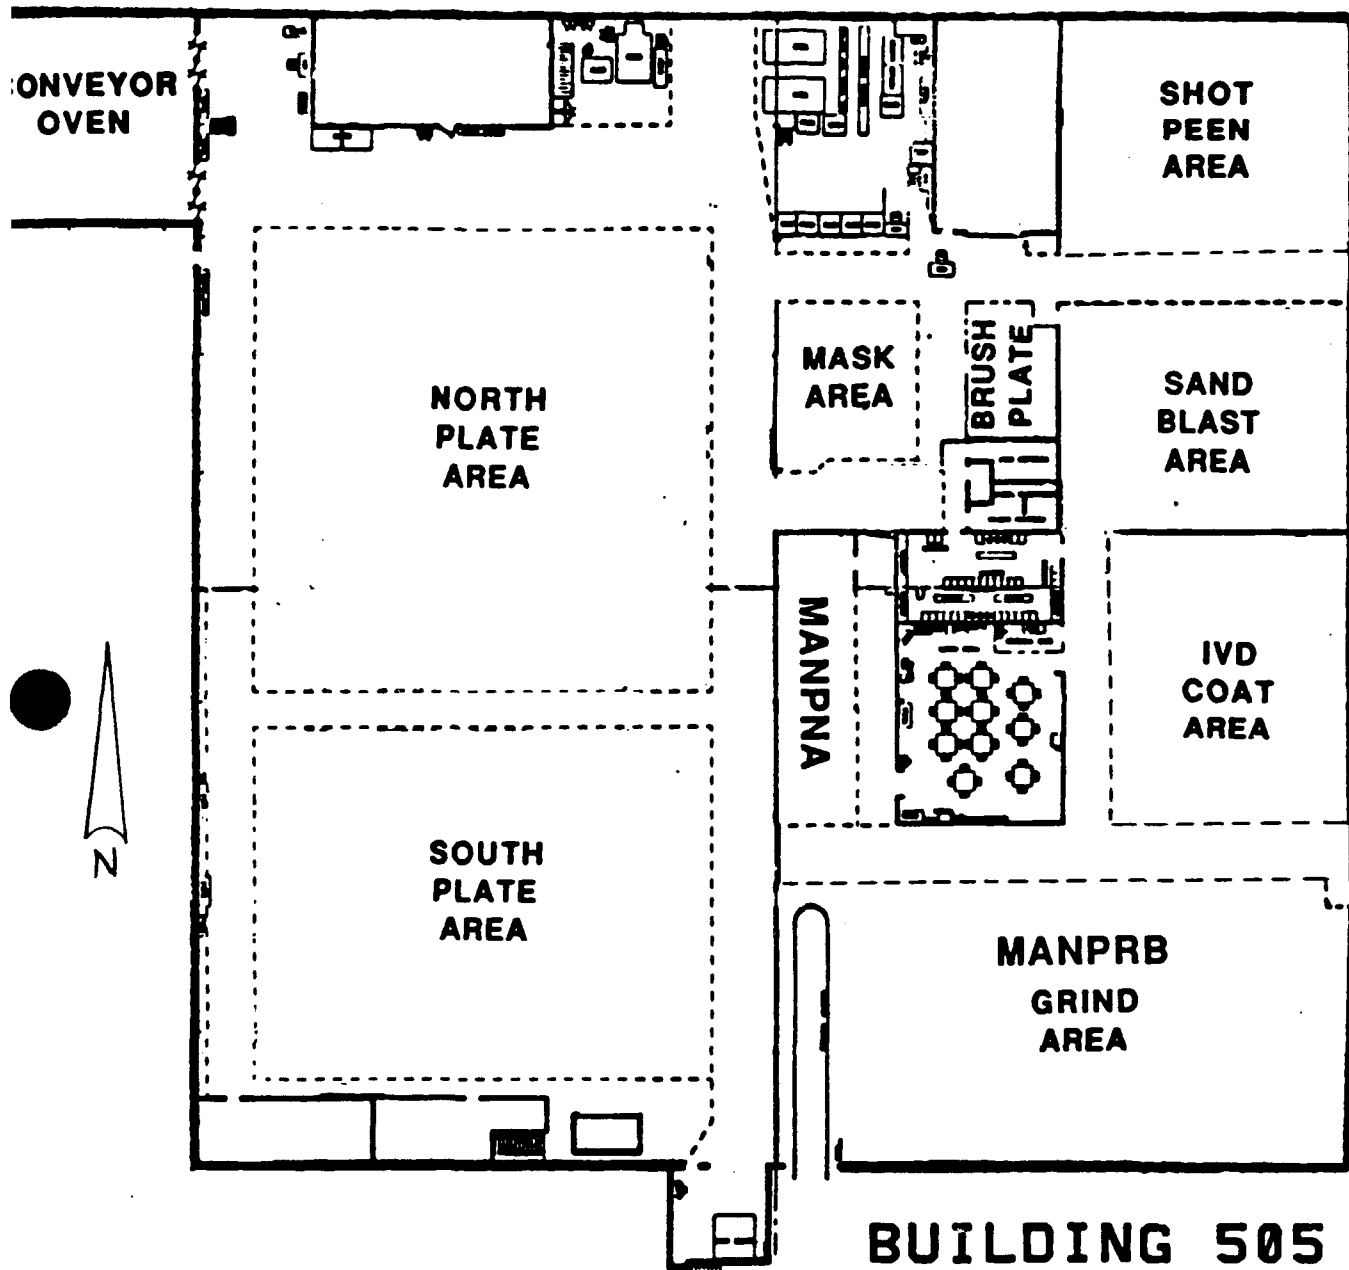 CONVEYOR
OVEN
SHOT
PEEN
AREA
NORTH
PLATE
AREA
MASK
AREA
BRUSH
PLATE
SAND
BLAST
AREA
MANPNA
IVD
COAT
AREA
N
SOUTH
PLATE
AREA
MANPRB
GRIND
AREA
BUILDING 505